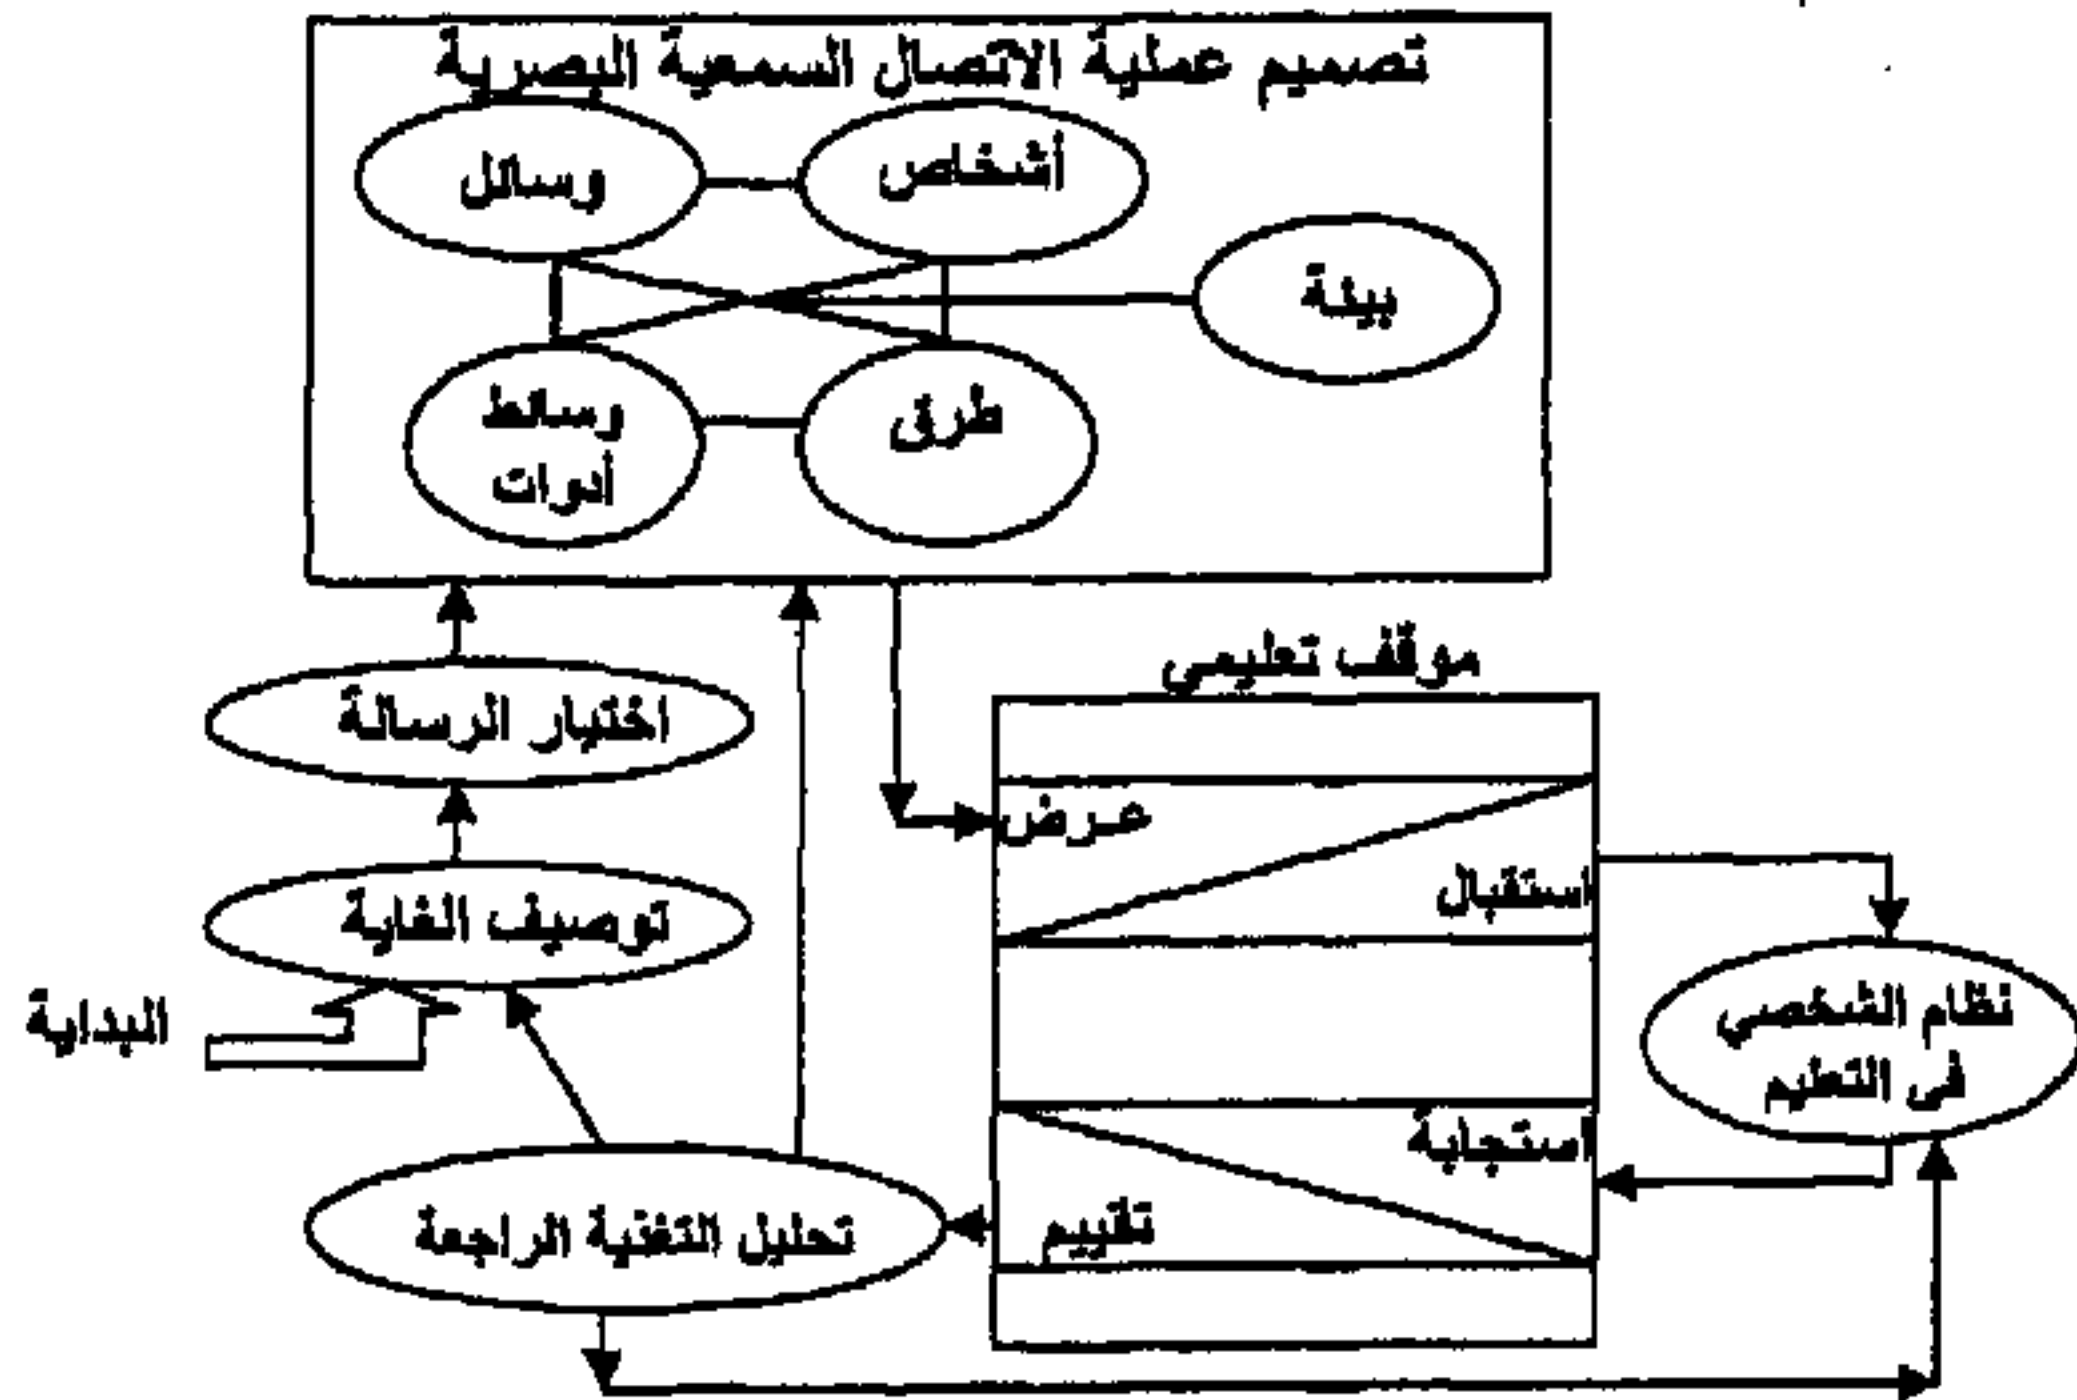 تصميم عملية الاتصال السمعية البصرية
أشخاص
وسائل
بيئة
طرق
وسائط
أدوات
موقف تعليمي
اختيار الرسالة
عرض
استقبال
توصيف الغاية
البداية
نظام الشخصي
في التعليم
استجابة
تقييم
تحليل التغذية الراجعة